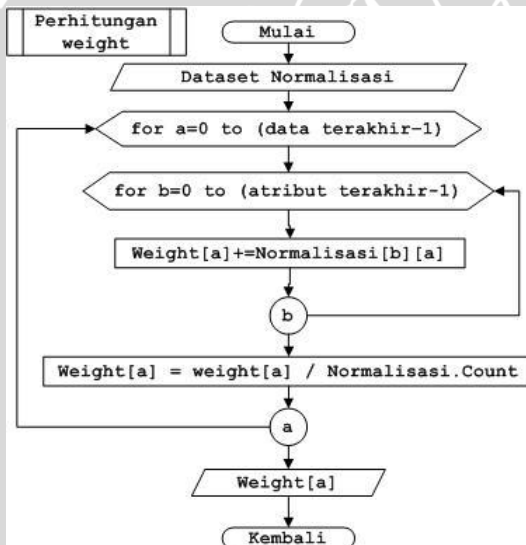 Perhitungan
weight
Mulai
Dataset Normalisasi
for a=0 to (data terakhir-1)
for b=0 to (atribut terakhir-1)
Weight[a]+=Normalisasi[b][a]
b
Weight[a] = weight[a] / Normalisasi.Count
a
Weight[a]
Kembali